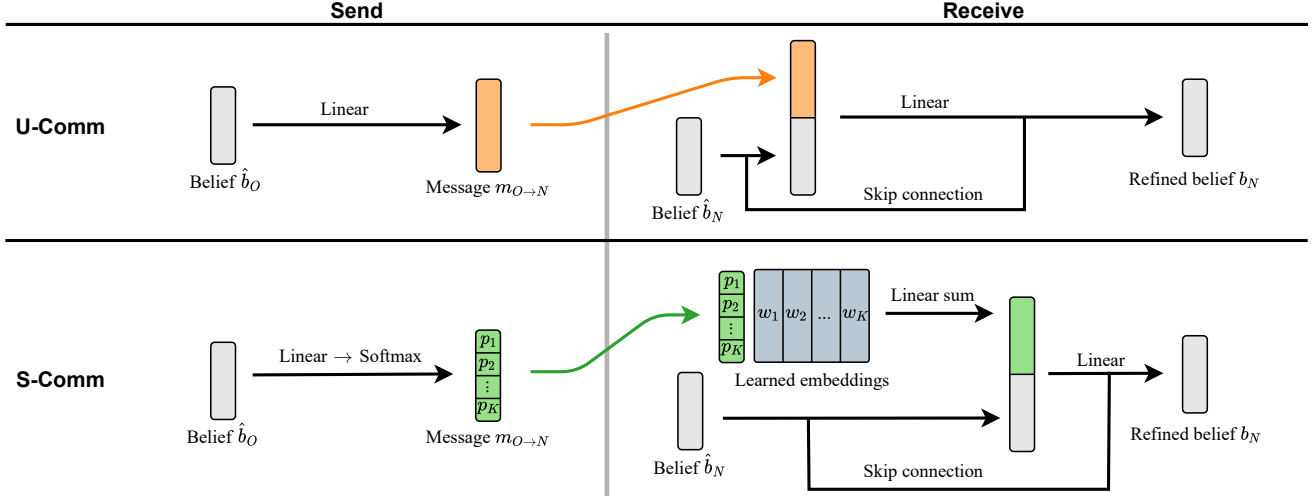 Send
Receive
U-Comm
Linear
Belief b̂_O
Message m_{O→N}
Belief b̂_N
Linear
Skip connection
Refined belief b_N
S-Comm
Linear → Softmax
Belief b̂_O
p_1
p_2
⋮
p_K
Message m_{O→N}
p_1
p_2
⋮
p_K
w_1 w_2 ... w_K
Learned embeddings
Linear sum
Belief b̂_N
Linear
Skip connection
Refined belief b_N